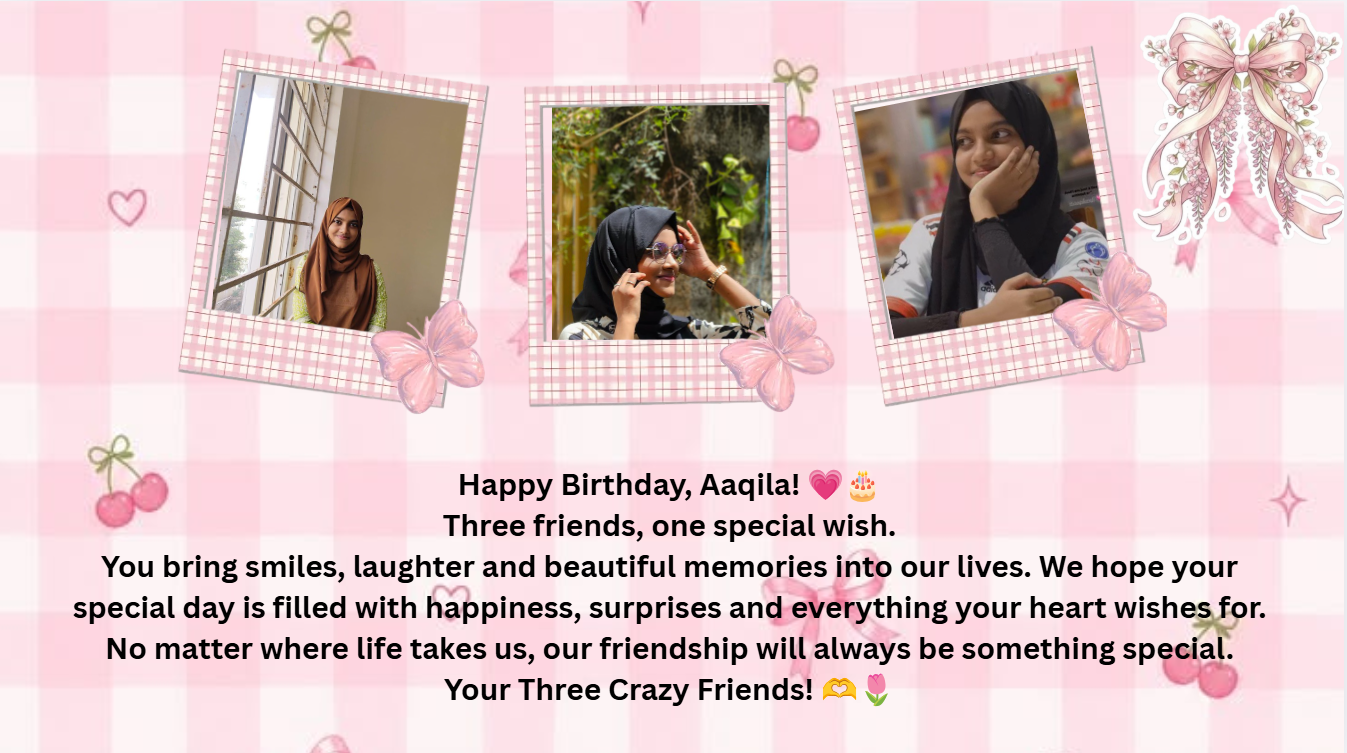 Happy Birthday, Aaqila! 💗🎂
Three friends, one special wish.
You bring smiles, laughter and beautiful memories into our lives. We hope your
special day is filled with happiness, surprises and everything your heart wishes for.
No matter where life takes us, our friendship will always be something special.
Your Three Crazy Friends! 🫶🌷